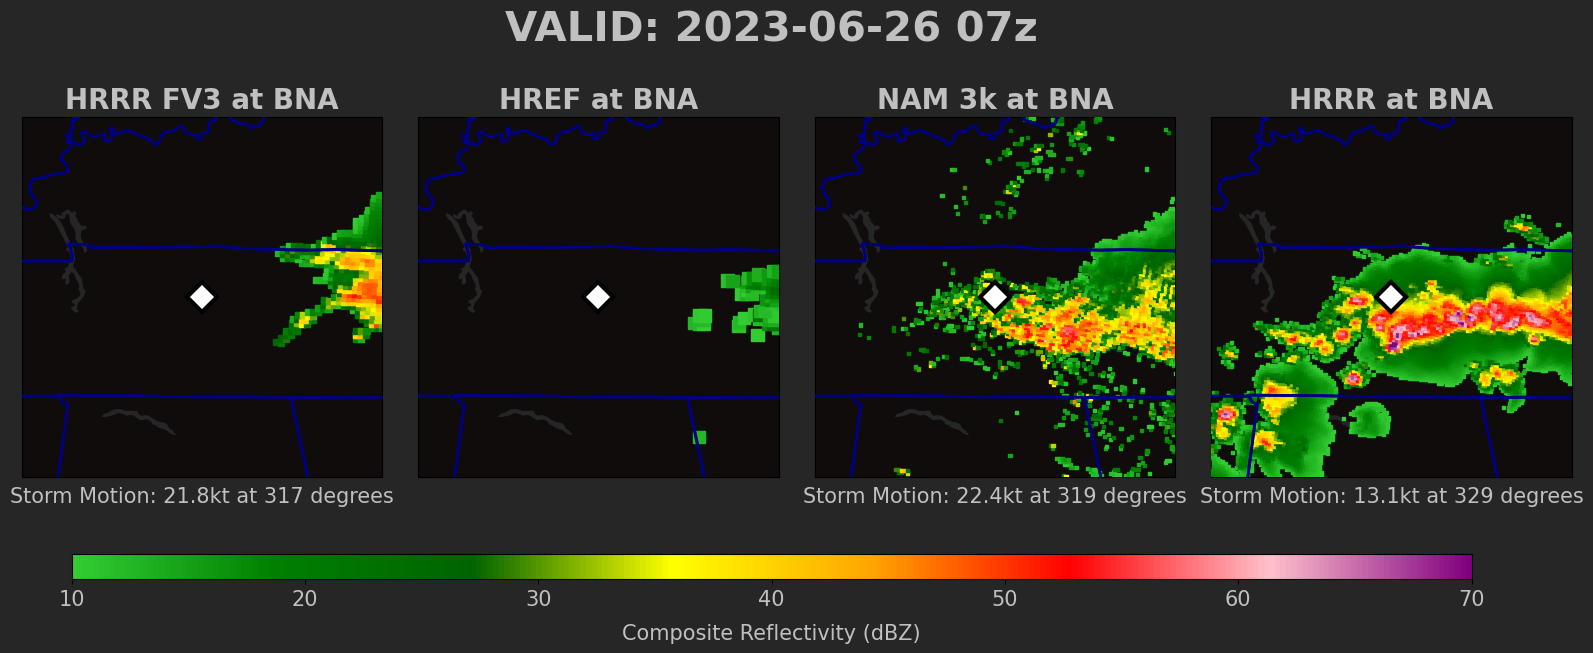 VALID: 2023-06-26 07z
HRRR FV3 at BNA
HREF at BNA
NAM 3k at BNA
HRRR at BNA
Storm Motion: 21.8kt at 317 degrees
Storm Motion: 22.4kt at 319 degrees
Storm Motion: 13.1kt at 329 degrees
10 20 30 40 50 60 70
Composite Reflectivity (dBZ)